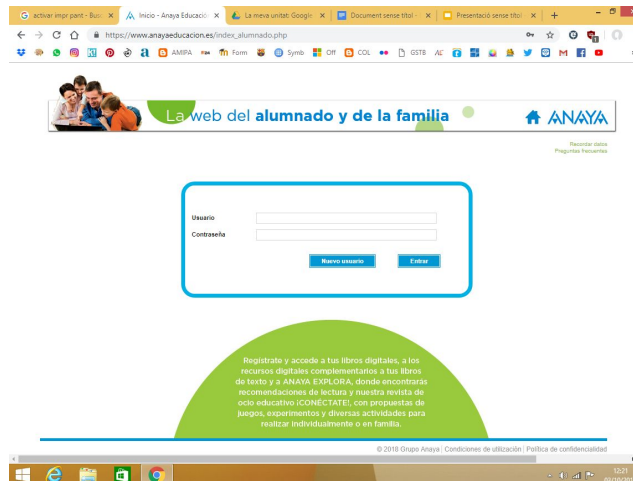 activar impr pant - Bus
Inicio - Anaya Educació
La meva unitat: Google
Document sense títol -
Presentació sense títol
https://www.anayaeducacion.es/index_alumnado.php
AMIPA
Form
Symb
Off
COL
GSTB
La web del alumnado y de la familia
ANAYA
Recordar datos
Preguntas frecuentes
Usuario
Contraseña
Nuevo usuario
Entrar
Regístrate y accede a tus libros digitales, a los
recursos digitales complementarios a tus libros
de texto y a ANAYA EXPLORA, donde encontrarás
recomendaciones de lectura y nuestra revista de
ocio educativo ¡CONÉCTATE!, con propuestas de
juegos, experimentos y diversas actividades para
realizar individualmente o en familia.
© 2018 Grupo Anaya | Condiciones de utilización | Política de confidencialidad
12:21